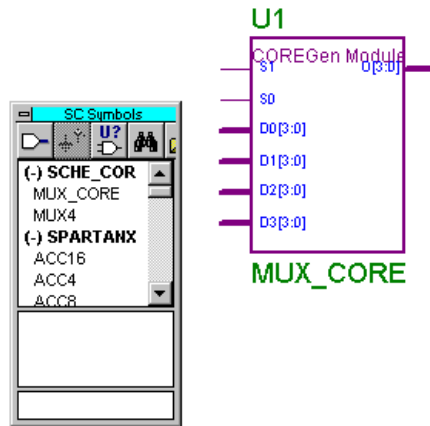 U1
COREGen Module
S1
O[3:0]
S0
D0[3:0]
D1[3:0]
D2[3:0]
D3[3:0]
MUX_CORE
SC Symbols
U?
(-) SCHE_COR
MUX_CORE
MUX4
(-) SPARTANX
ACC16
ACC4
ACC8